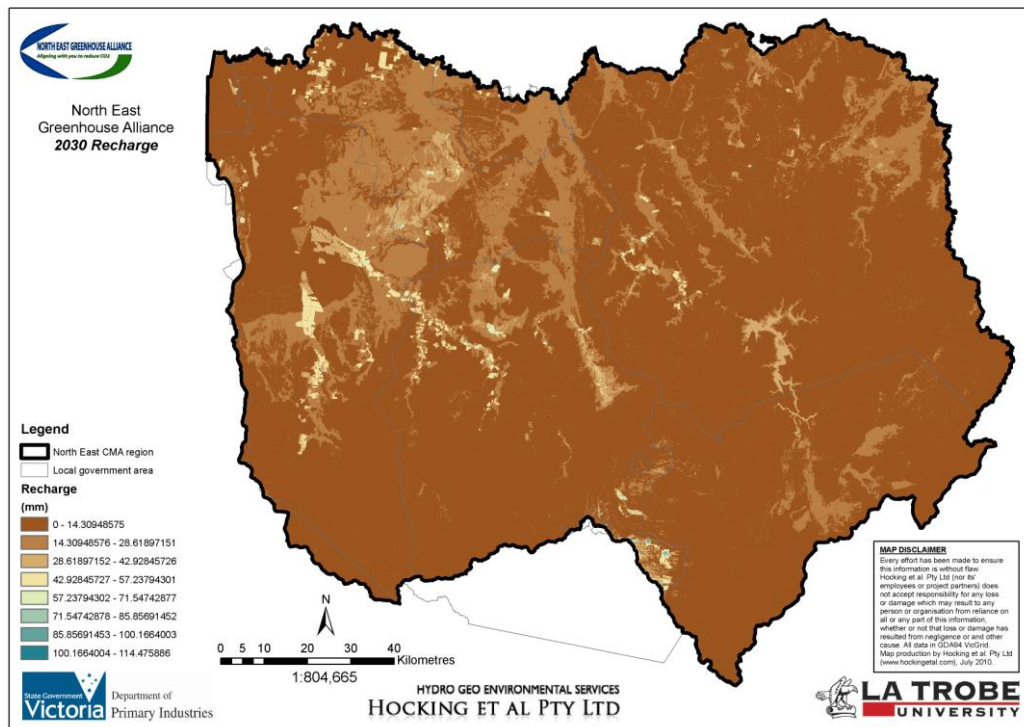 NORTH EAST GREENHOUSE ALLIANCE
Aligning with you to reduce CO2
North East
Greenhouse Alliance
2030 Recharge
Legend
North East CMA region
Local government area
Recharge
(mm)
0 - 14.30948575
14.30948576 - 28.61897151
28.61897152 - 42.92845726
42.92845727 - 57.23794301
57.23794302 - 71.54742877
71.54742878 - 85.85691452
85.85691453 - 100.1664003
100.1664004 - 114.475886
N
0 5 10 20 30 40
Kilometres
1:804,665
State Government
Victoria
Department of
Primary Industries
HYDRO GEO ENVIRONMENTAL SERVICES
HOCKING ET AL PTY LTD
MAP DISCLAIMER
Every effort has been made to ensure
this information is without flaw.
Hocking et al. Pty Ltd (nor its'
employees or project partners) does
not accept responsibility for any loss
or damage which may result to any
person or organisation from reliance on
all or any part of this information,
whether or not that loss or damage has
resulted from negligence or and other
cause. All data in GDA94 VicGrid.
Map production by Hocking et al. Pty Ltd
(www.hockingetal.com), July 2010.
LA TROBE
UNIVERSITY